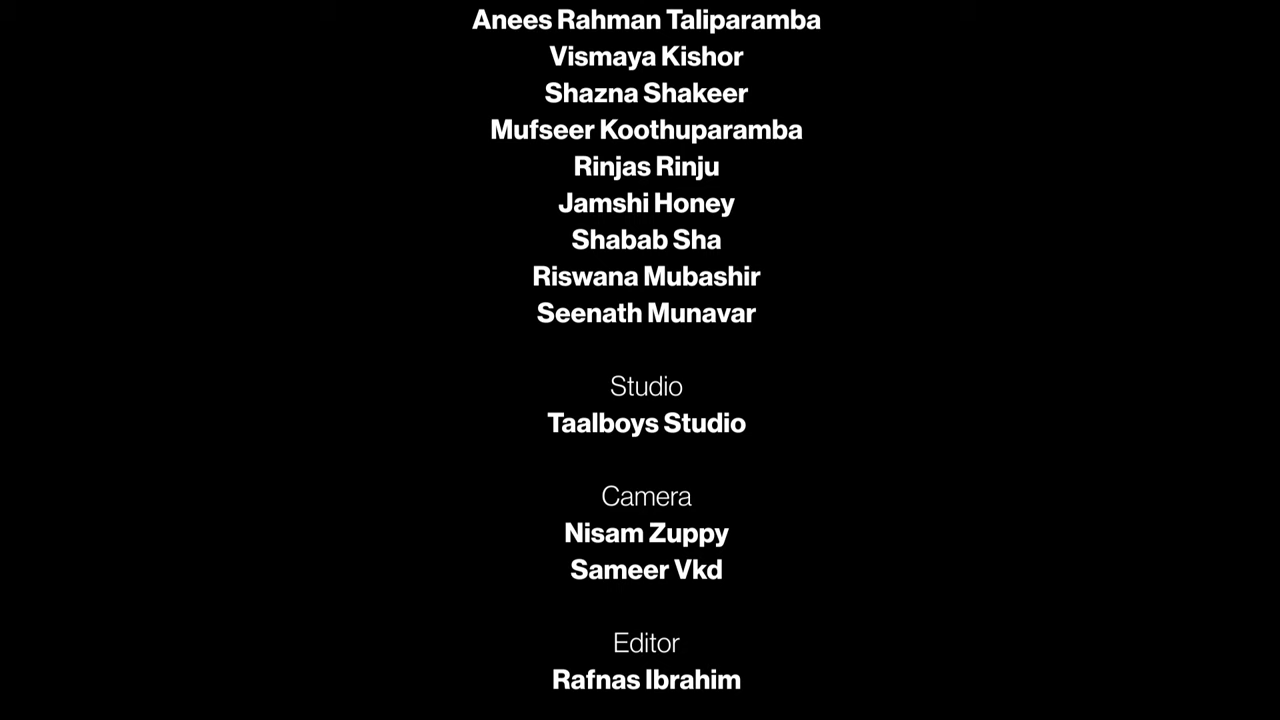 Anees Rahman Taliparamba
Vismaya Kishor
Shazna Shakeer
Mufseer Koothuparamba
Rinjas Rinju
Jamshi Honey
Shabab Sha
Riswana Mubashir
Seenath Munavar
Studio
Taalboys Studio
Camera
Nisam Zuppy
Sameer Vkd
Editor
Rafnas Ibrahim